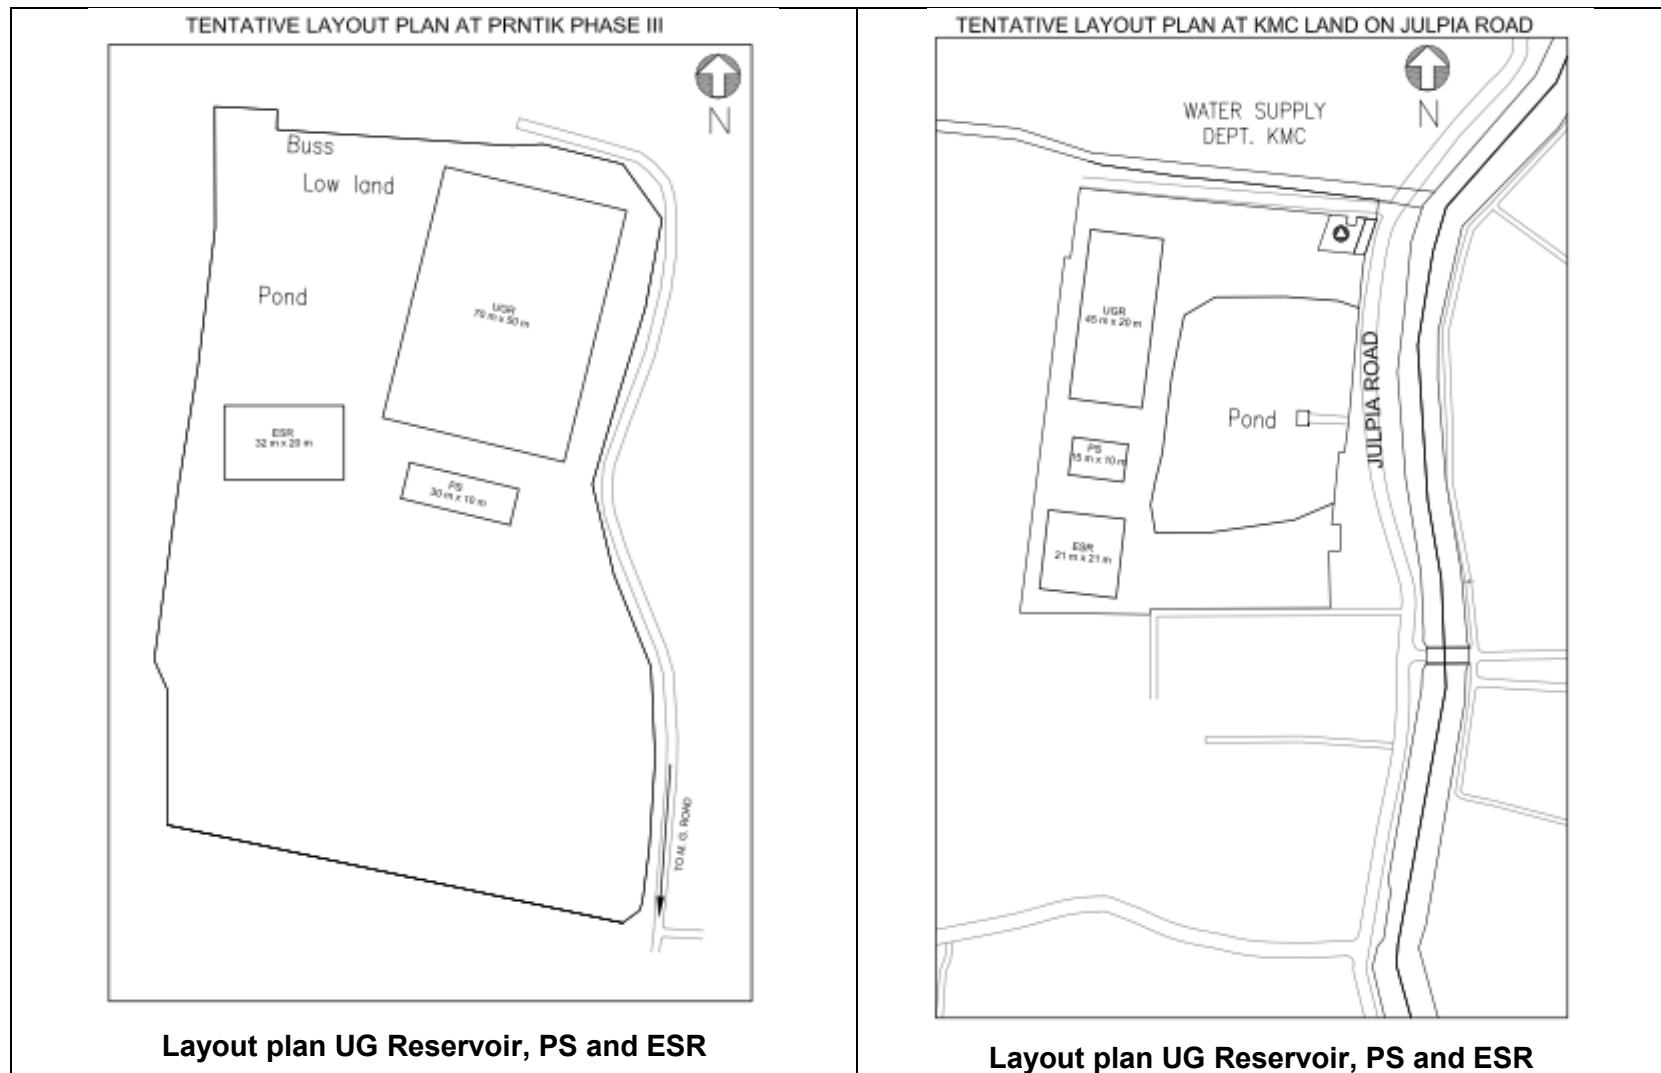 TENTATIVE LAYOUT PLAN AT PRNTIK PHASE III
N
Buss
Low land
Pond
UGR
70 m x 50 m
ESR
32 m x 20 m
PS
30 m x 10 m
TO M. G. ROAD
Layout plan UG Reservoir, PS and ESR
TENTATIVE LAYOUT PLAN AT KMC LAND ON JULPIA ROAD
N
WATER SUPPLY
DEPT. KMC
UGR
45 m x 20 m
Pond
JULPIA ROAD
PS
15 m x 10 m
ESR
21 m x 21 m
Layout plan UG Reservoir, PS and ESR